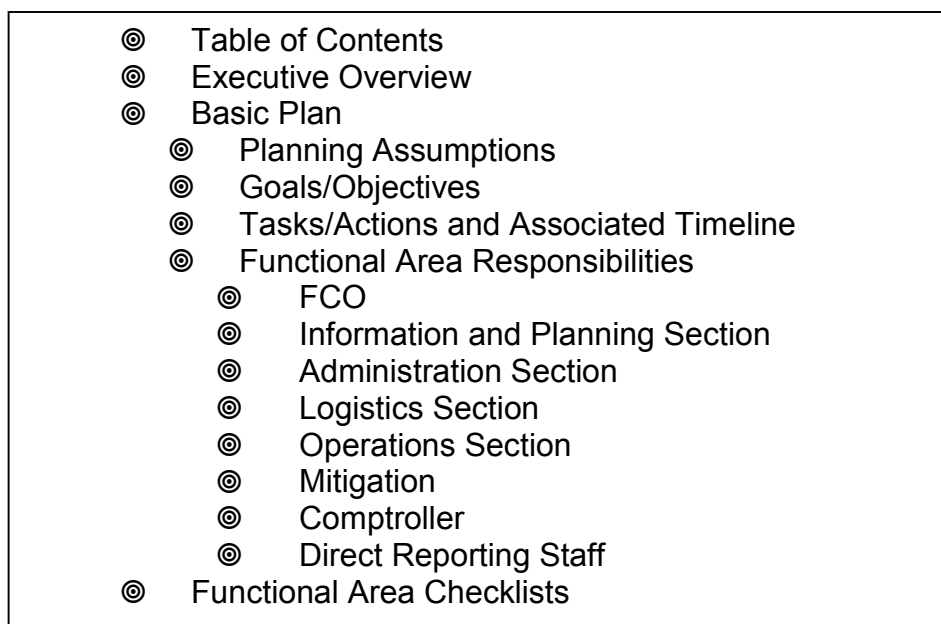 ◎ Table of Contents
◎ Executive Overview
◎ Basic Plan
◎ Planning Assumptions
◎ Goals/Objectives
◎ Tasks/Actions and Associated Timeline
◎ Functional Area Responsibilities
◎ FCO
◎ Information and Planning Section
◎ Administration Section
◎ Logistics Section
◎ Operations Section
◎ Mitigation
◎ Comptroller
◎ Direct Reporting Staff
◎ Functional Area Checklists